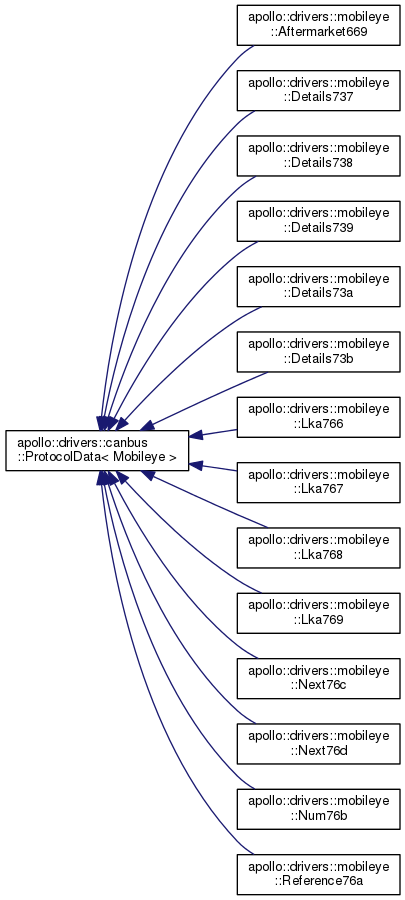 apollo::drivers::mobileye
::Aftermarket669
apollo::drivers::mobileye
::Details737
apollo::drivers::mobileye
::Details738
apollo::drivers::mobileye
::Details739
apollo::drivers::mobileye
::Details73a
apollo::drivers::mobileye
::Details73b
apollo::drivers::mobileye
::Lka766
apollo::drivers::canbus
::ProtocolData< Mobileye >
apollo::drivers::mobileye
::Lka767
apollo::drivers::mobileye
::Lka768
apollo::drivers::mobileye
::Lka769
apollo::drivers::mobileye
::Next76c
apollo::drivers::mobileye
::Next76d
apollo::drivers::mobileye
::Num76b
apollo::drivers::mobileye
::Reference76a